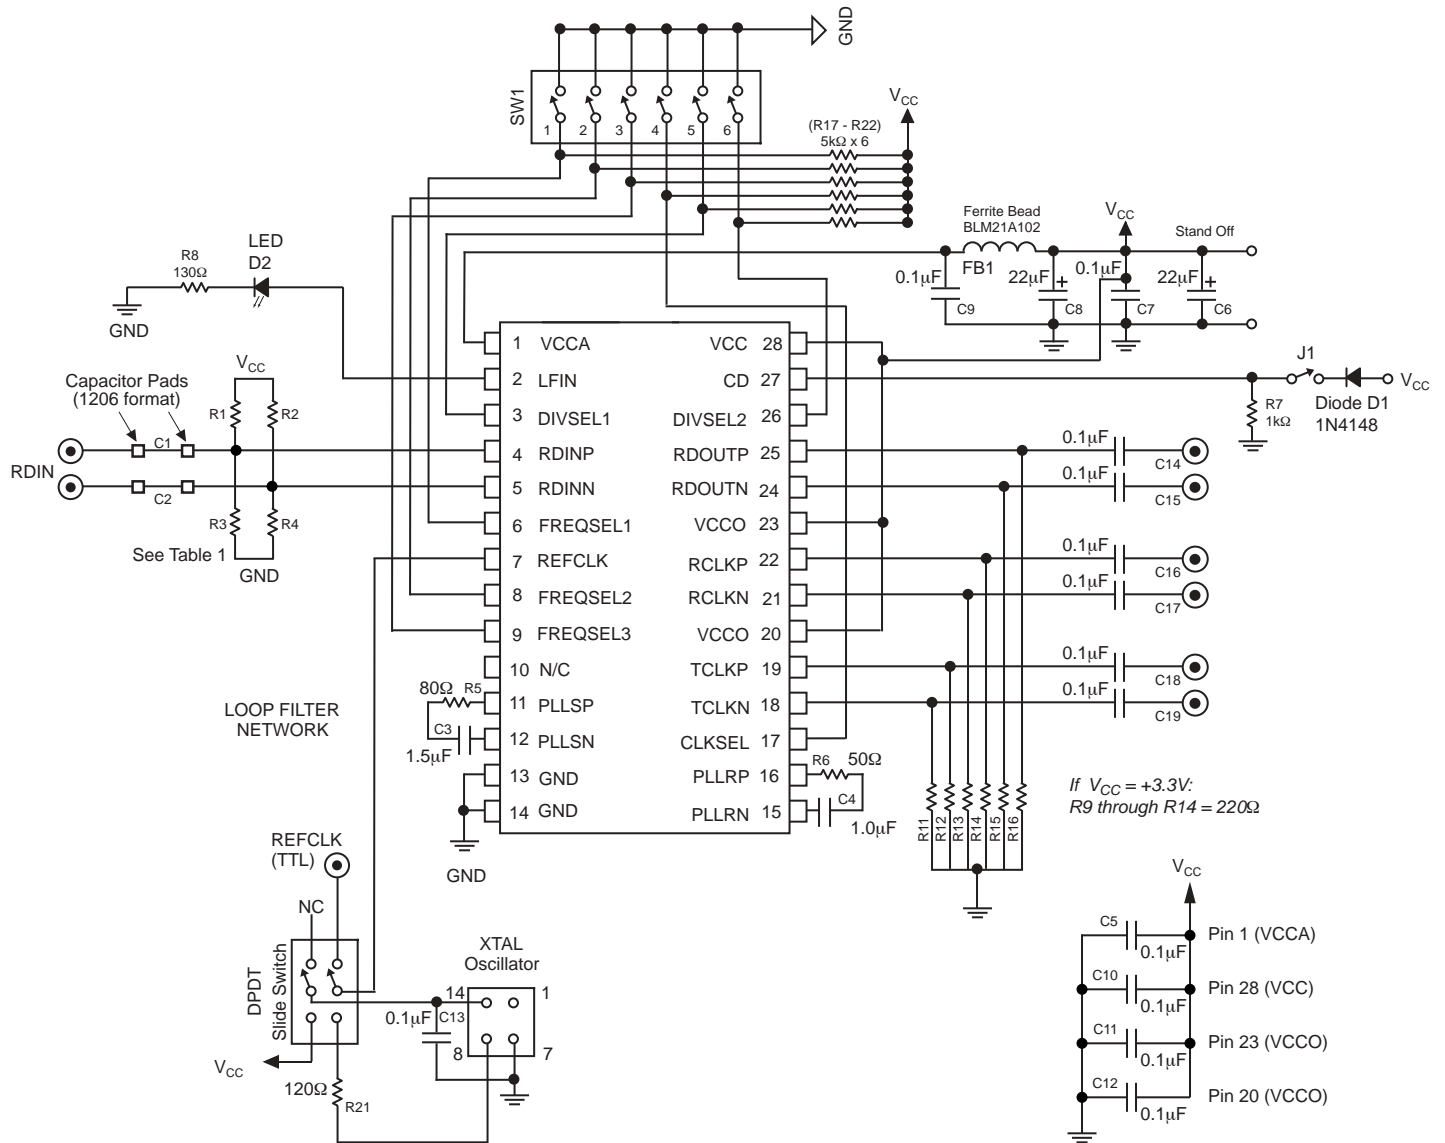 GND
SW1
1 2 3 4 5 6
VCC
(R17 - R22)
5kΩ x 6
Ferrite Bead
BLM21A102
FB1
VCC
Stand Off
0.1µF
C9
22µF
+
C8
0.1µF
C7
22µF
+
C6
LED
D2
R8
130Ω
GND
VCC
Capacitor Pads
(1206 format)
R1
R2
C1
RDIN
C2
R3
R4
See Table 1
GND
1 VCCA
2 LFIN
3 DIVSEL1
4 RDINP
5 RDINN
6 FREQSEL1
7 REFCLK
8 FREQSEL2
9 FREQSEL3
10 N/C
11 PLLSP
12 PLLSN
13 GND
14 GND
VCC 28
CD 27
DIVSEL2 26
RDOUTP 25
RDOUTN 24
VCCO 23
RCLKP 22
RCLKN 21
VCCO 20
TCLKP 19
TCLKN 18
CLKSEL 17
PLLRP 16
PLLRN 15
J1
VCC
R7
1kΩ
Diode D1
1N4148
0.1µF
C14
0.1µF
C15
0.1µF
C16
0.1µF
C17
0.1µF
C18
0.1µF
C19
LOOP FILTER
NETWORK
80Ω
R5
C3
1.5µF
GND
R6
50Ω
C4
1.0µF
R11
R12
R13
R14
R15
R16
If VCC = +3.3V:
R9 through R14 = 220Ω
REFCLK
(TTL)
NC
DPDT
Slide Switch
VCC
120Ω
R21
XTAL
Oscillator
14
1
0.1µF
C13
8
7
VCC
C5
0.1µF
Pin 1 (VCCA)
C10
0.1µF
Pin 28 (VCC)
C11
0.1µF
Pin 23 (VCCO)
C12
0.1µF
Pin 20 (VCCO)